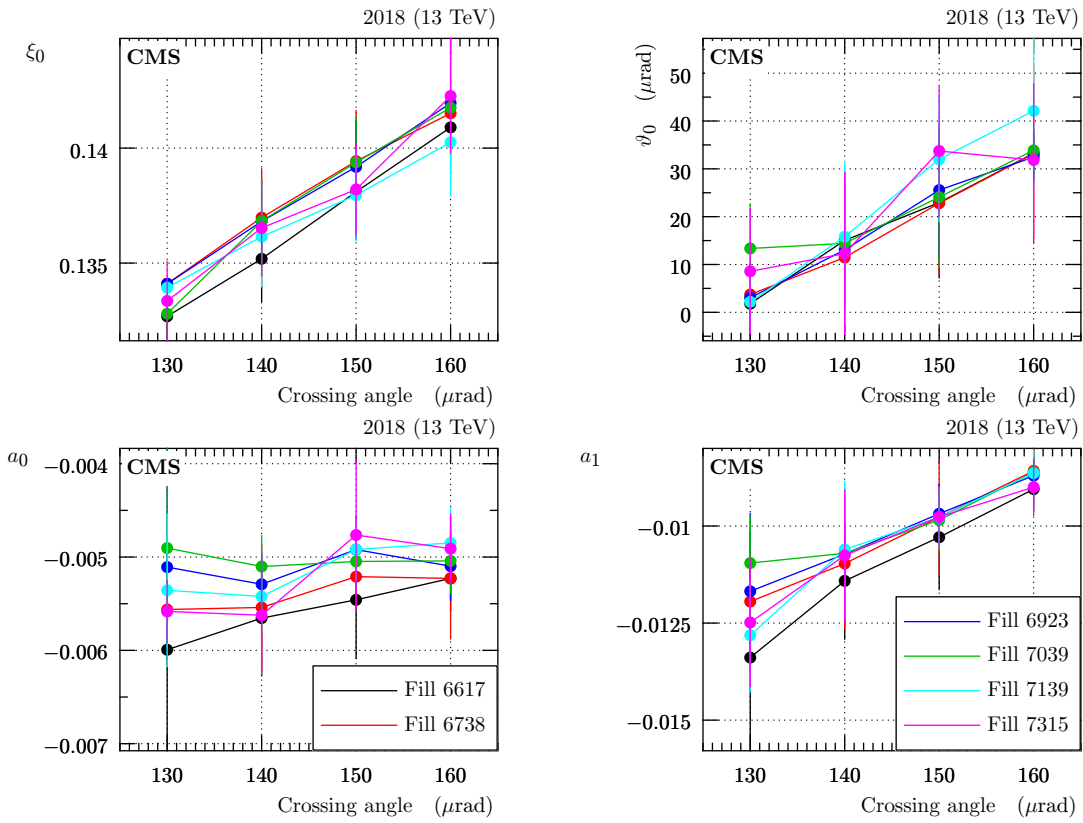 2018 (13 TeV)
ξ₀
CMS
0.14
0.135
130 140 150 160
Crossing angle (μrad)
2018 (13 TeV)
ϑ₀ (μrad)
CMS
50
40
30
20
10
0
130 140 150 160
Crossing angle (μrad)
2018 (13 TeV)
a₀
CMS
−0.004
−0.005
−0.006
−0.007
Fill 6617
Fill 6738
130 140 150 160
Crossing angle (μrad)
2018 (13 TeV)
a₁
CMS
−0.01
−0.0125
−0.015
Fill 6923
Fill 7039
Fill 7139
Fill 7315
130 140 150 160
Crossing angle (μrad)